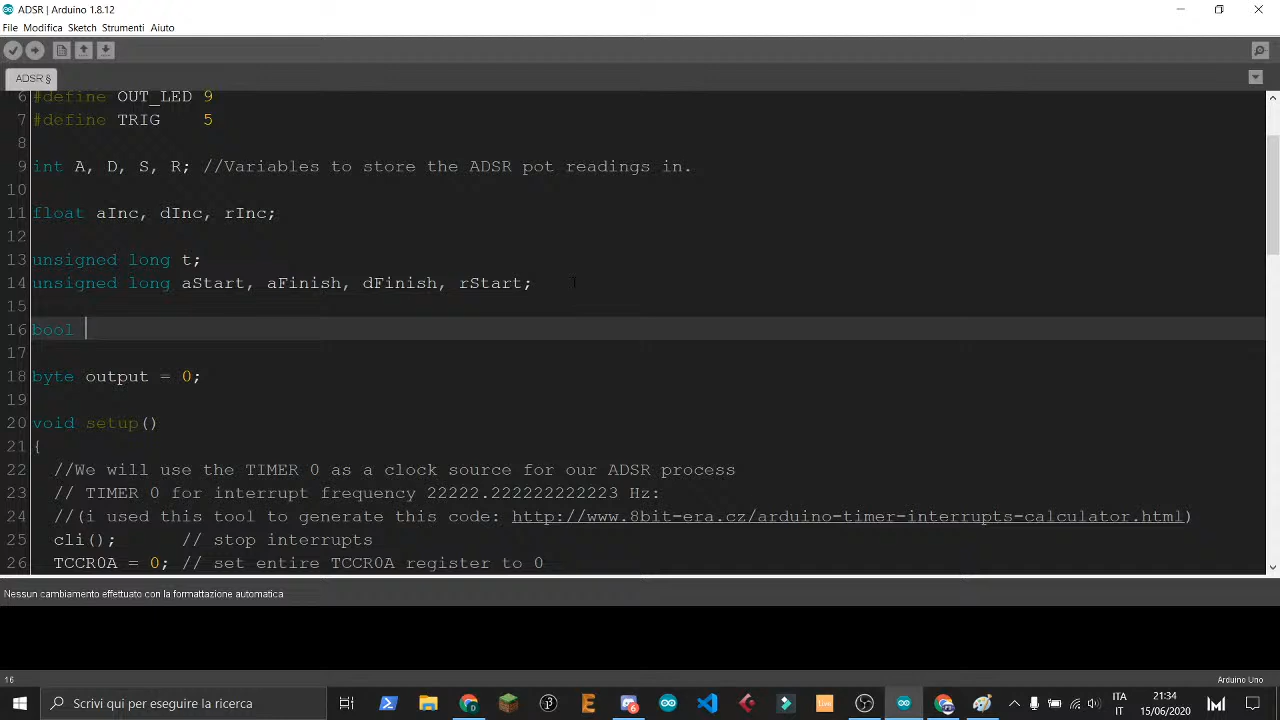 ADSR | Arduino 1.8.12
File Modifica Sketch Strumenti Aiuto
ADSR §
6 #define OUT_LED 9
7 #define TRIG 5
8
9 int A, D, S, R; //Variables to store the ADSR pot readings in.
10
11 float aInc, dInc, rInc;
12
13 unsigned long t;
14 unsigned long aStart, aFinish, dFinish, rStart;
15
16 bool
17
18 byte output = 0;
19
20 void setup()
21 {
22 //We will use the TIMER 0 as a clock source for our ADSR process
23 // TIMER 0 for interrupt frequency 22222.222222222223 Hz:
24 //(i used this tool to generate this code: http://www.8bit-era.cz/arduino-timer-interrupts-calculator.html)
25 cli(); // stop interrupts
26 TCCR0A = 0; // set entire TCCR0A register to 0
Nessun cambiamento effettuato con la formattazione automatica
16 Arduino Uno
Scrivi qui per eseguire la ricerca
ITA
IT
21:34
15/06/2020